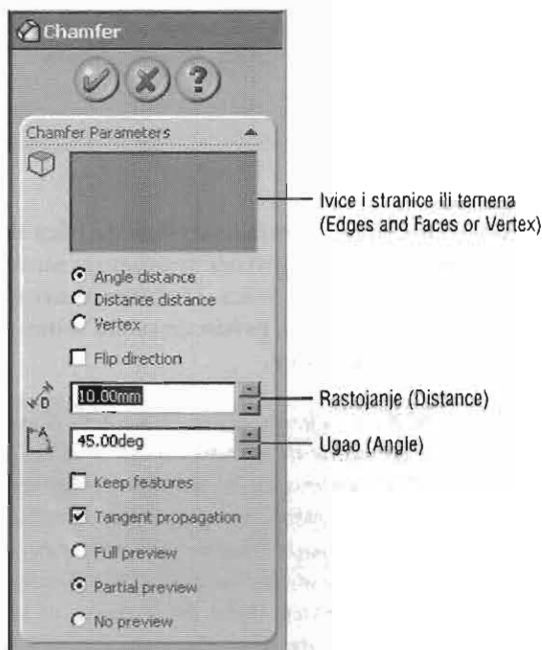 Chamfer
?
Chamfer Parameters
Ivice i stranice ili temena
(Edges and Faces or Vertex)
Angle distance
Distance distance
Vertex
Flip direction
D
10.00mm
Rastojanje (Distance)
A
45.00deg
Ugao (Angle)
Keep features
Tangent propagation
Full preview
Partial preview
No preview